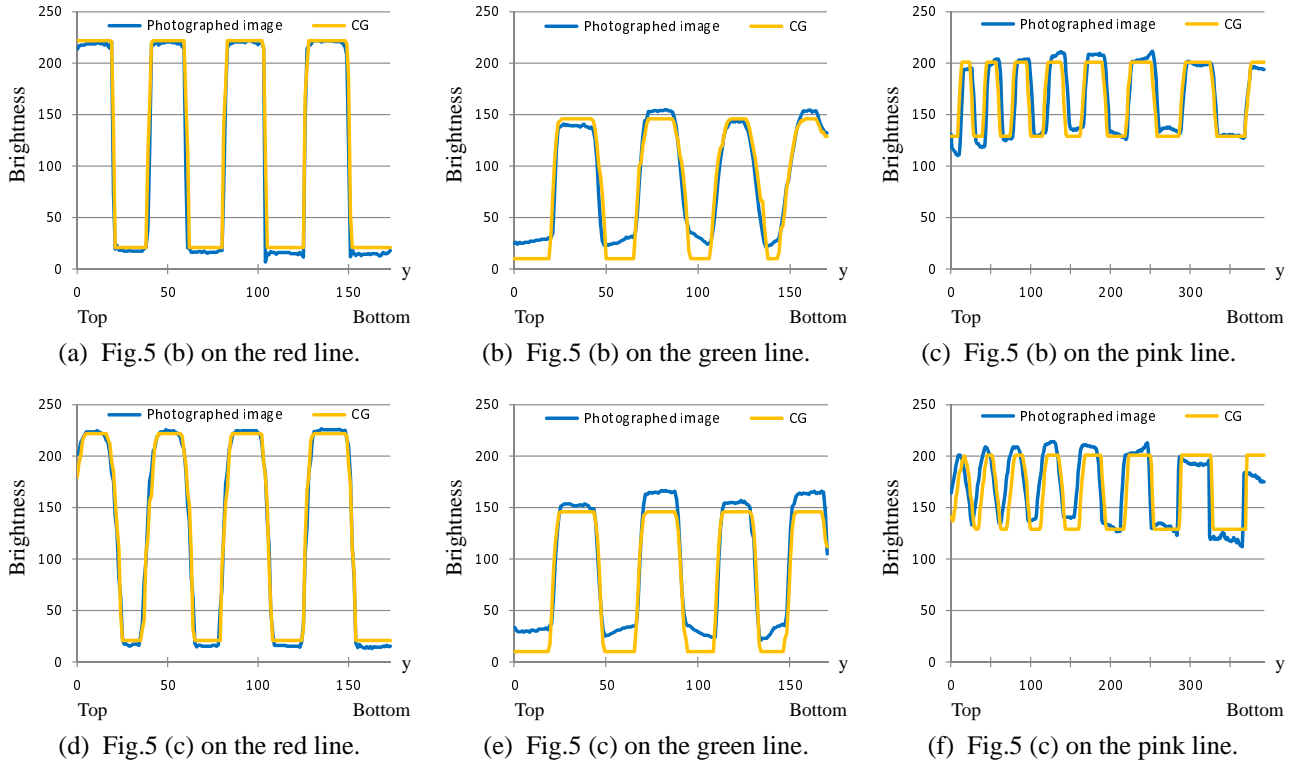 250
200
150
100
50
0
Brightness
Photographed image CG
0 50 100 150
y
Top Bottom
(a) Fig.5 (b) on the red line.
250
200
150
100
50
0
Brightness
Photographed image CG
0 50 100 150
y
Top Bottom
(b) Fig.5 (b) on the green line.
250
200
150
100
50
0
Brightness
Photographed image CG
0 100 200 300
y
Top Bottom
(c) Fig.5 (b) on the pink line.
250
200
150
100
50
0
Brightness
Photographed image CG
0 50 100 150
y
Top Bottom
(d) Fig.5 (c) on the red line.
250
200
150
100
50
0
Brightness
Photographed image CG
0 50 100 150
y
Top Bottom
(e) Fig.5 (c) on the green line.
250
200
150
100
50
0
Brightness
Photographed image CG
0 100 200 300
y
Top Bottom
(f) Fig.5 (c) on the pink line.